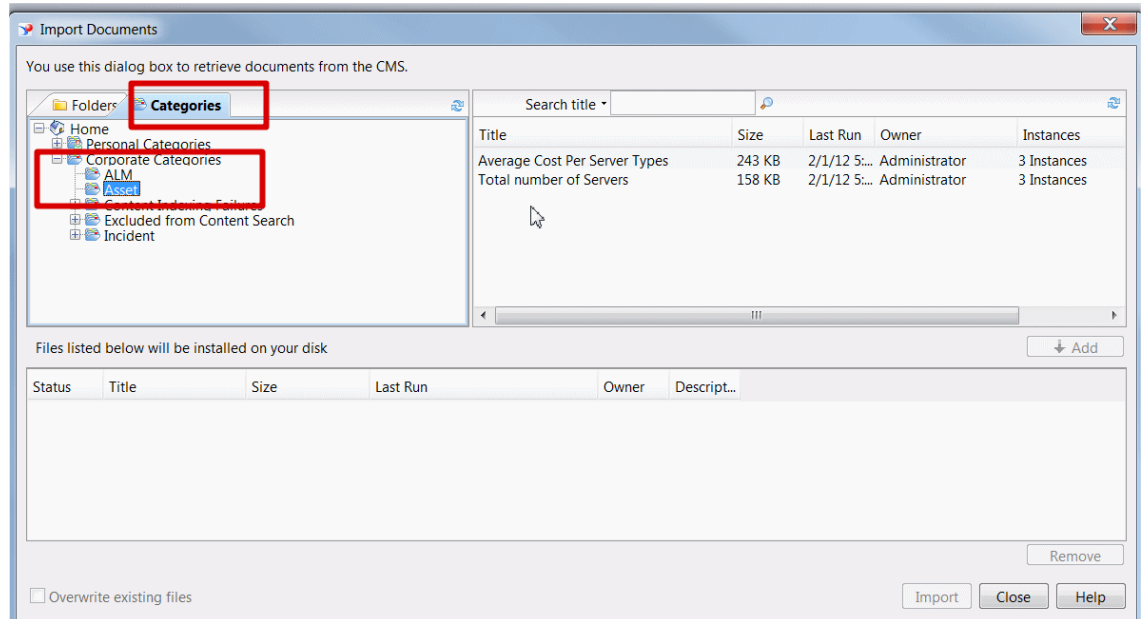 Import Documents
You use this dialog box to retrieve documents from the CMS.
Folders Categories
Home
Personal Categories
Corporate Categories
ALM
Asset
Content Indexing Failures
Excluded from Content Search
Incident
Search title
Title Size Last Run Owner Instances
Average Cost Per Server Types 243 KB 2/1/12 5:... Administrator 3 Instances
Total number of Servers 158 KB 2/1/12 5:... Administrator 3 Instances
Files listed below will be installed on your disk
Add
Status Title Size Last Run Owner Descript...
Remove
Overwrite existing files
Import Close Help